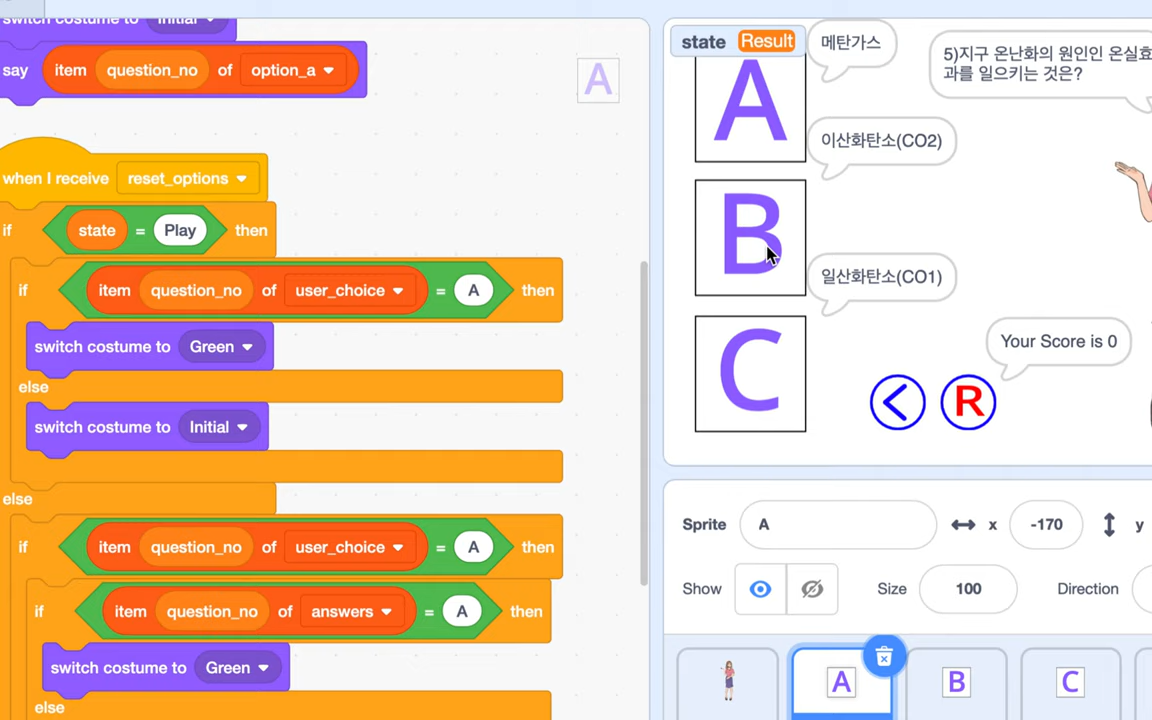 switch costume to Initial
say item question_no of option_a
A
when I receive reset_options
if state = Play then
if item question_no of user_choice = A then
switch costume to Green
else
switch costume to Initial
else
if item question_no of user_choice = A then
if item question_no of answers = A then
switch costume to Green
else
state Result
메탄가스
5)지구 온난화의 원인인 온실효
과를 일으키는 것은?
A
이산화탄소(CO2)
B
일산화탄소(CO1)
C
Your Score is 0
<
R
Sprite A x -170 y
Show Size 100 Direction
A
B
C